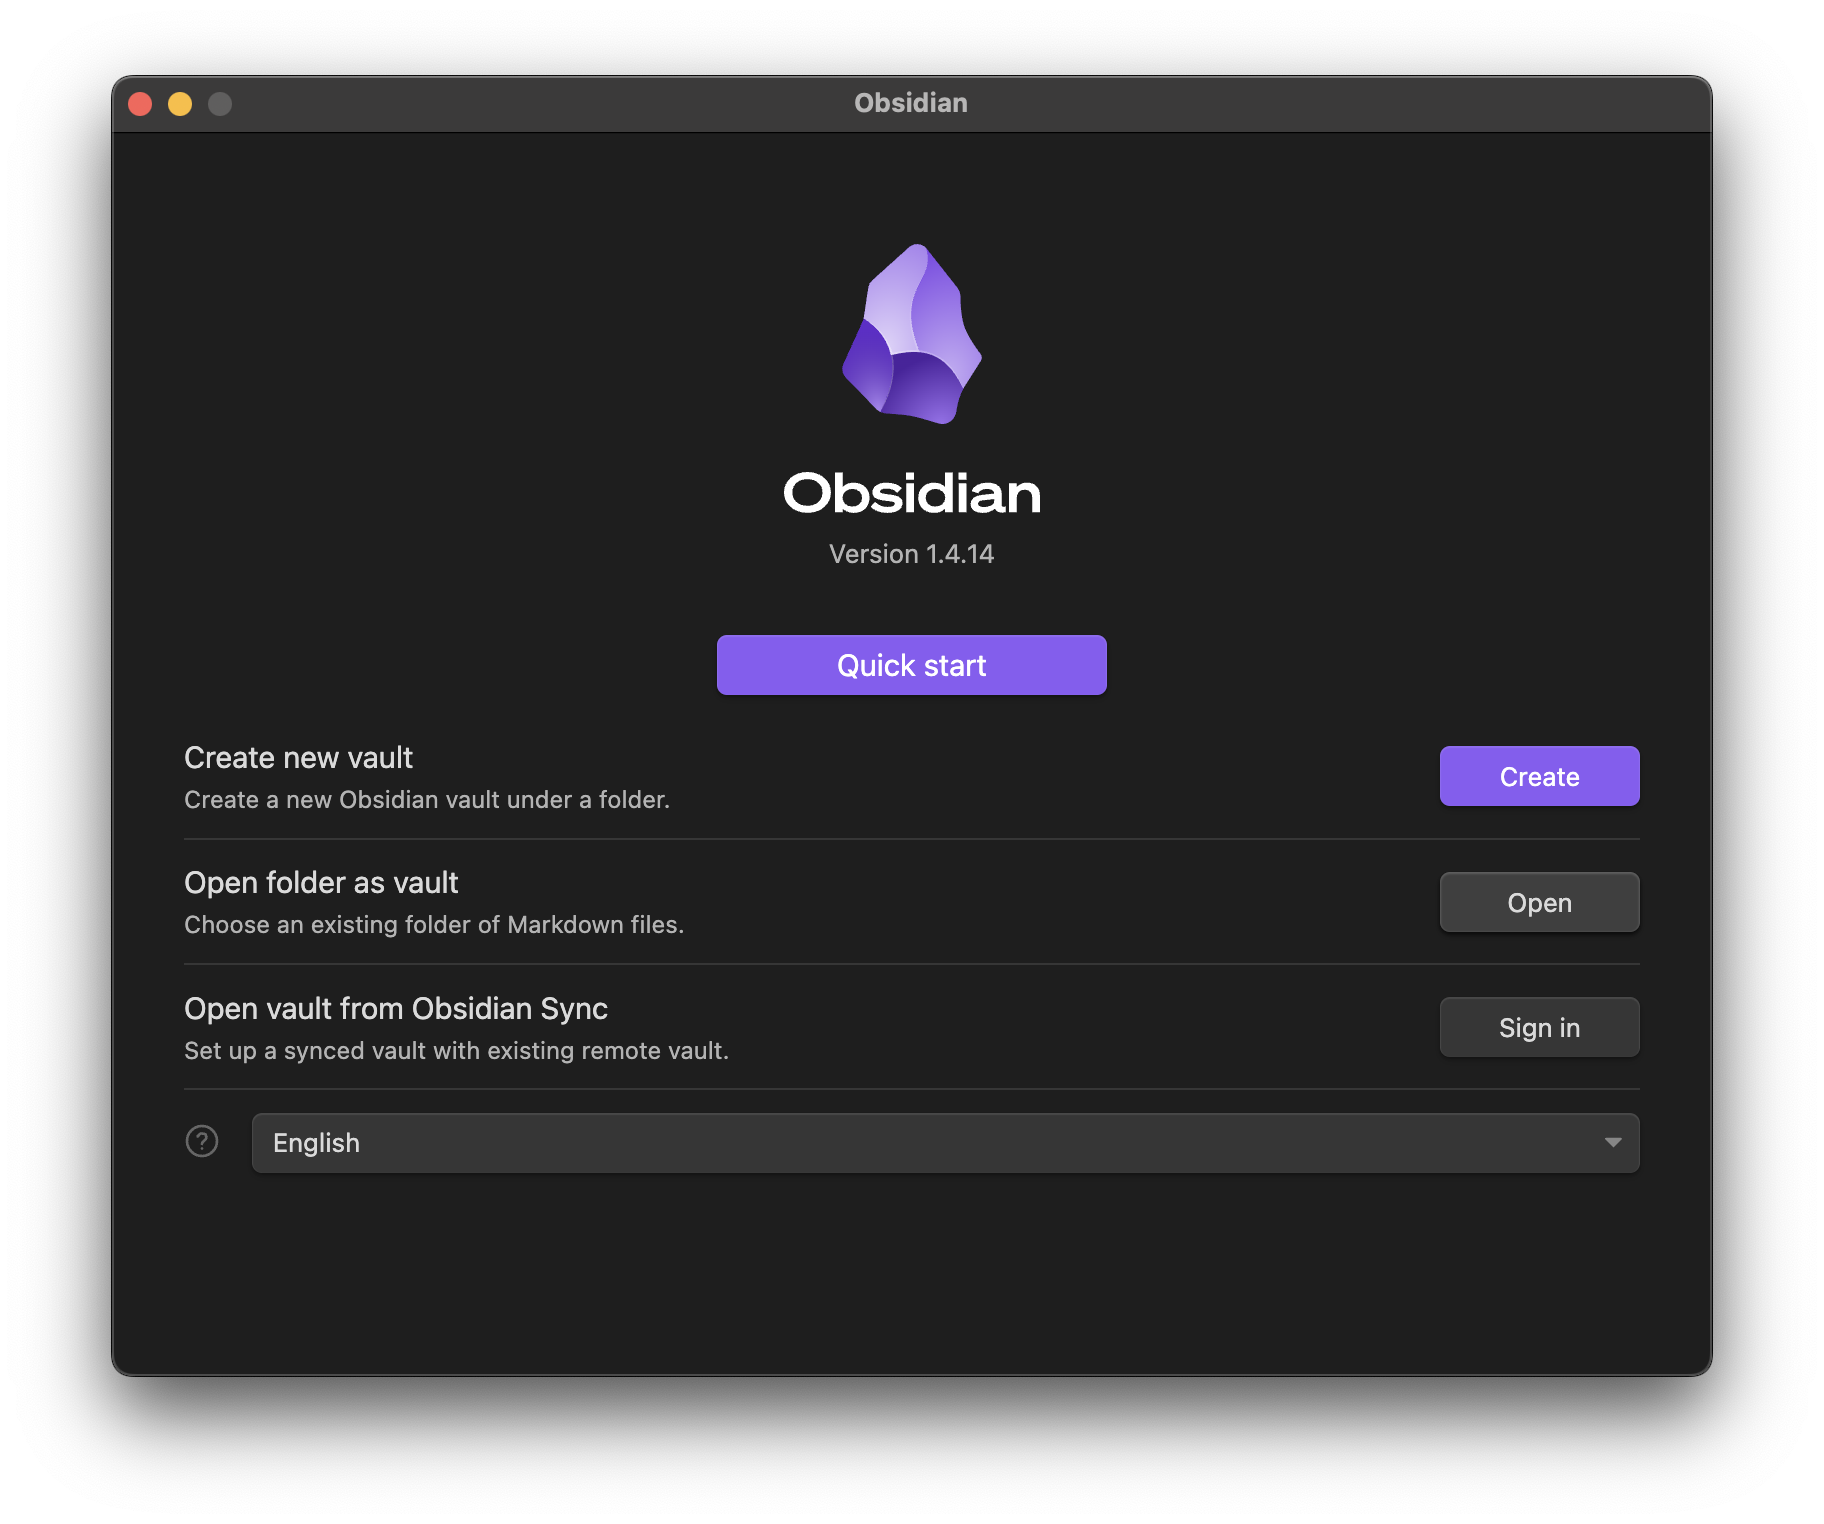 Obsidian
Obsidian
Version 1.4.14
Quick start
Create new vault
Create a new Obsidian vault under a folder.
Create
Open folder as vault
Choose an existing folder of Markdown files.
Open
Open vault from Obsidian Sync
Set up a synced vault with existing remote vault.
Sign in
?
English